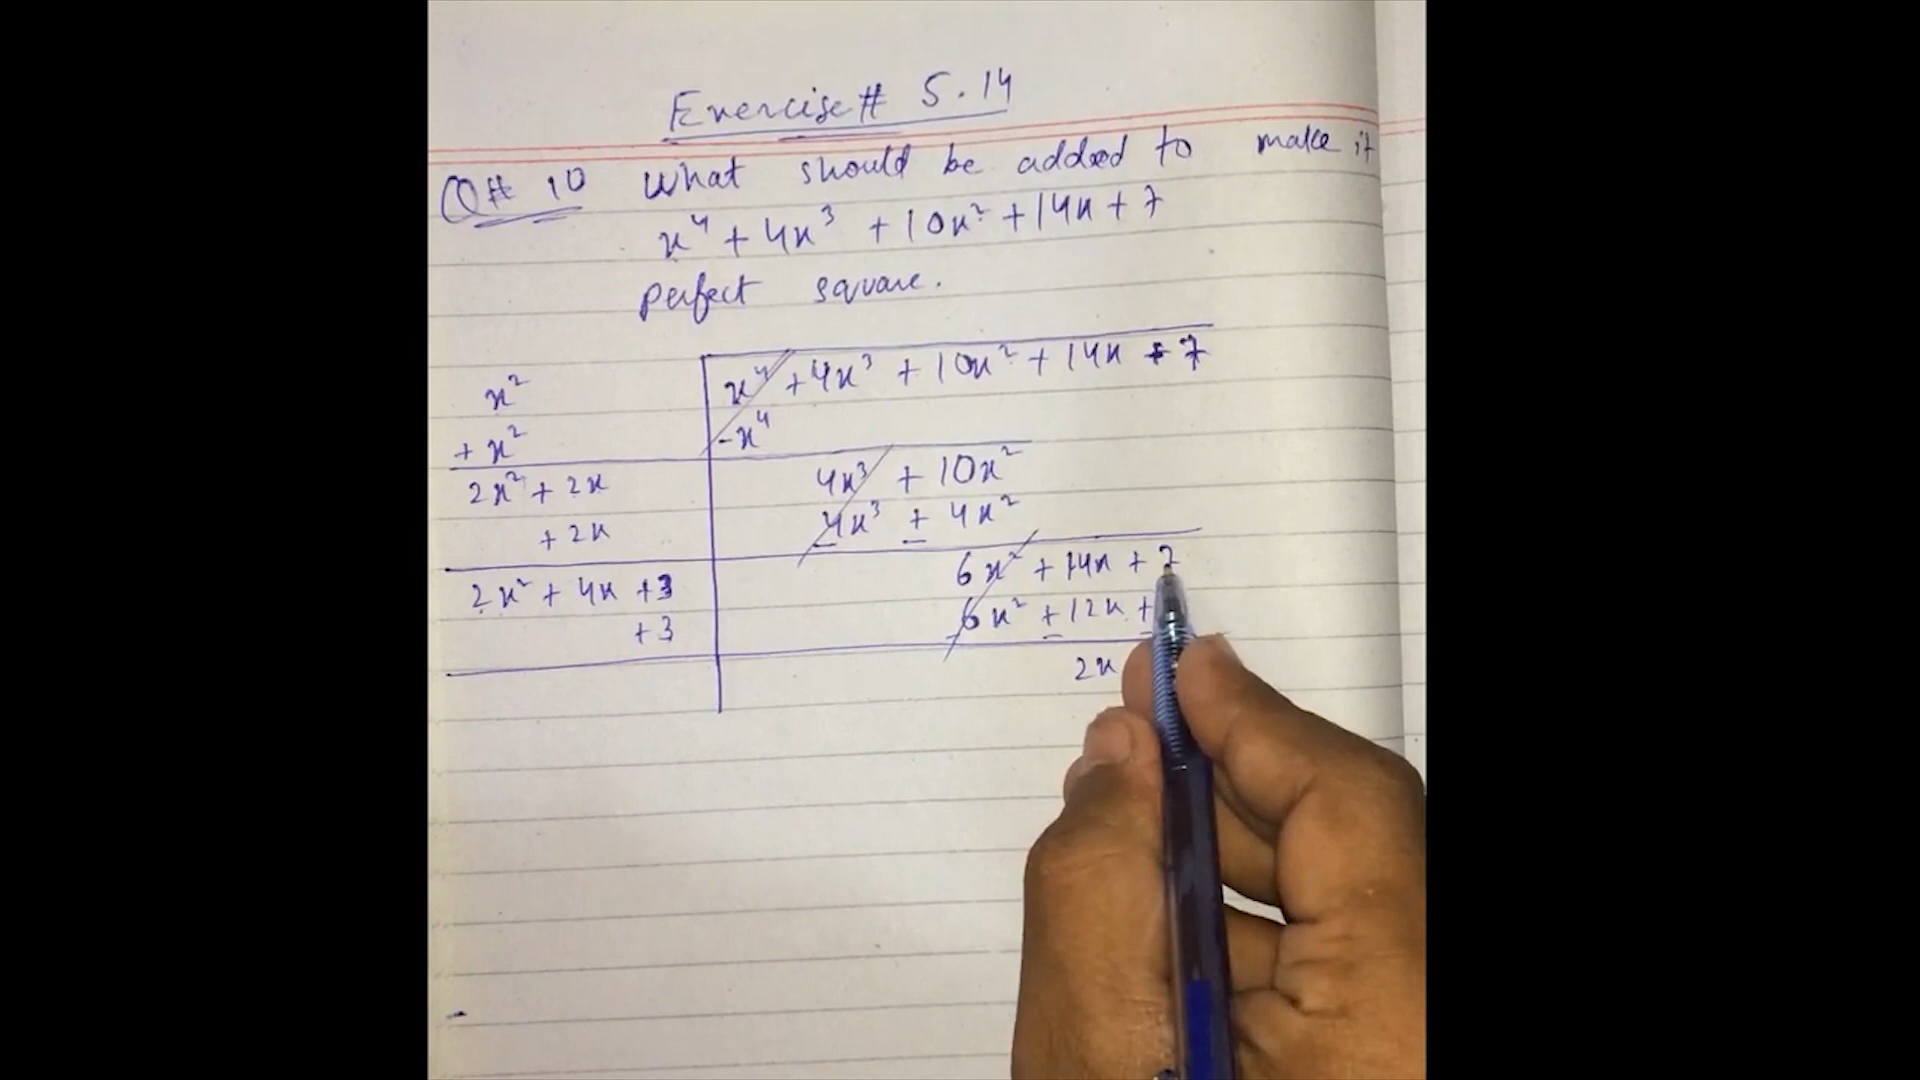 Exercise# 5.14
Q# 10 What should be added to make it
x⁴ + 4x³ + 10x² + 14x + 7
perfect square.
x⁴ + 4x³ + 10x² + 14x + 7
x²
- x⁴
+ x²
2x² + 2x 4x³ + 10x²
+ 2x 4x³ + 4x²
2x² + 4x + 3 6x² + 14x + 7
+ 3 6x² + 12x +
2x